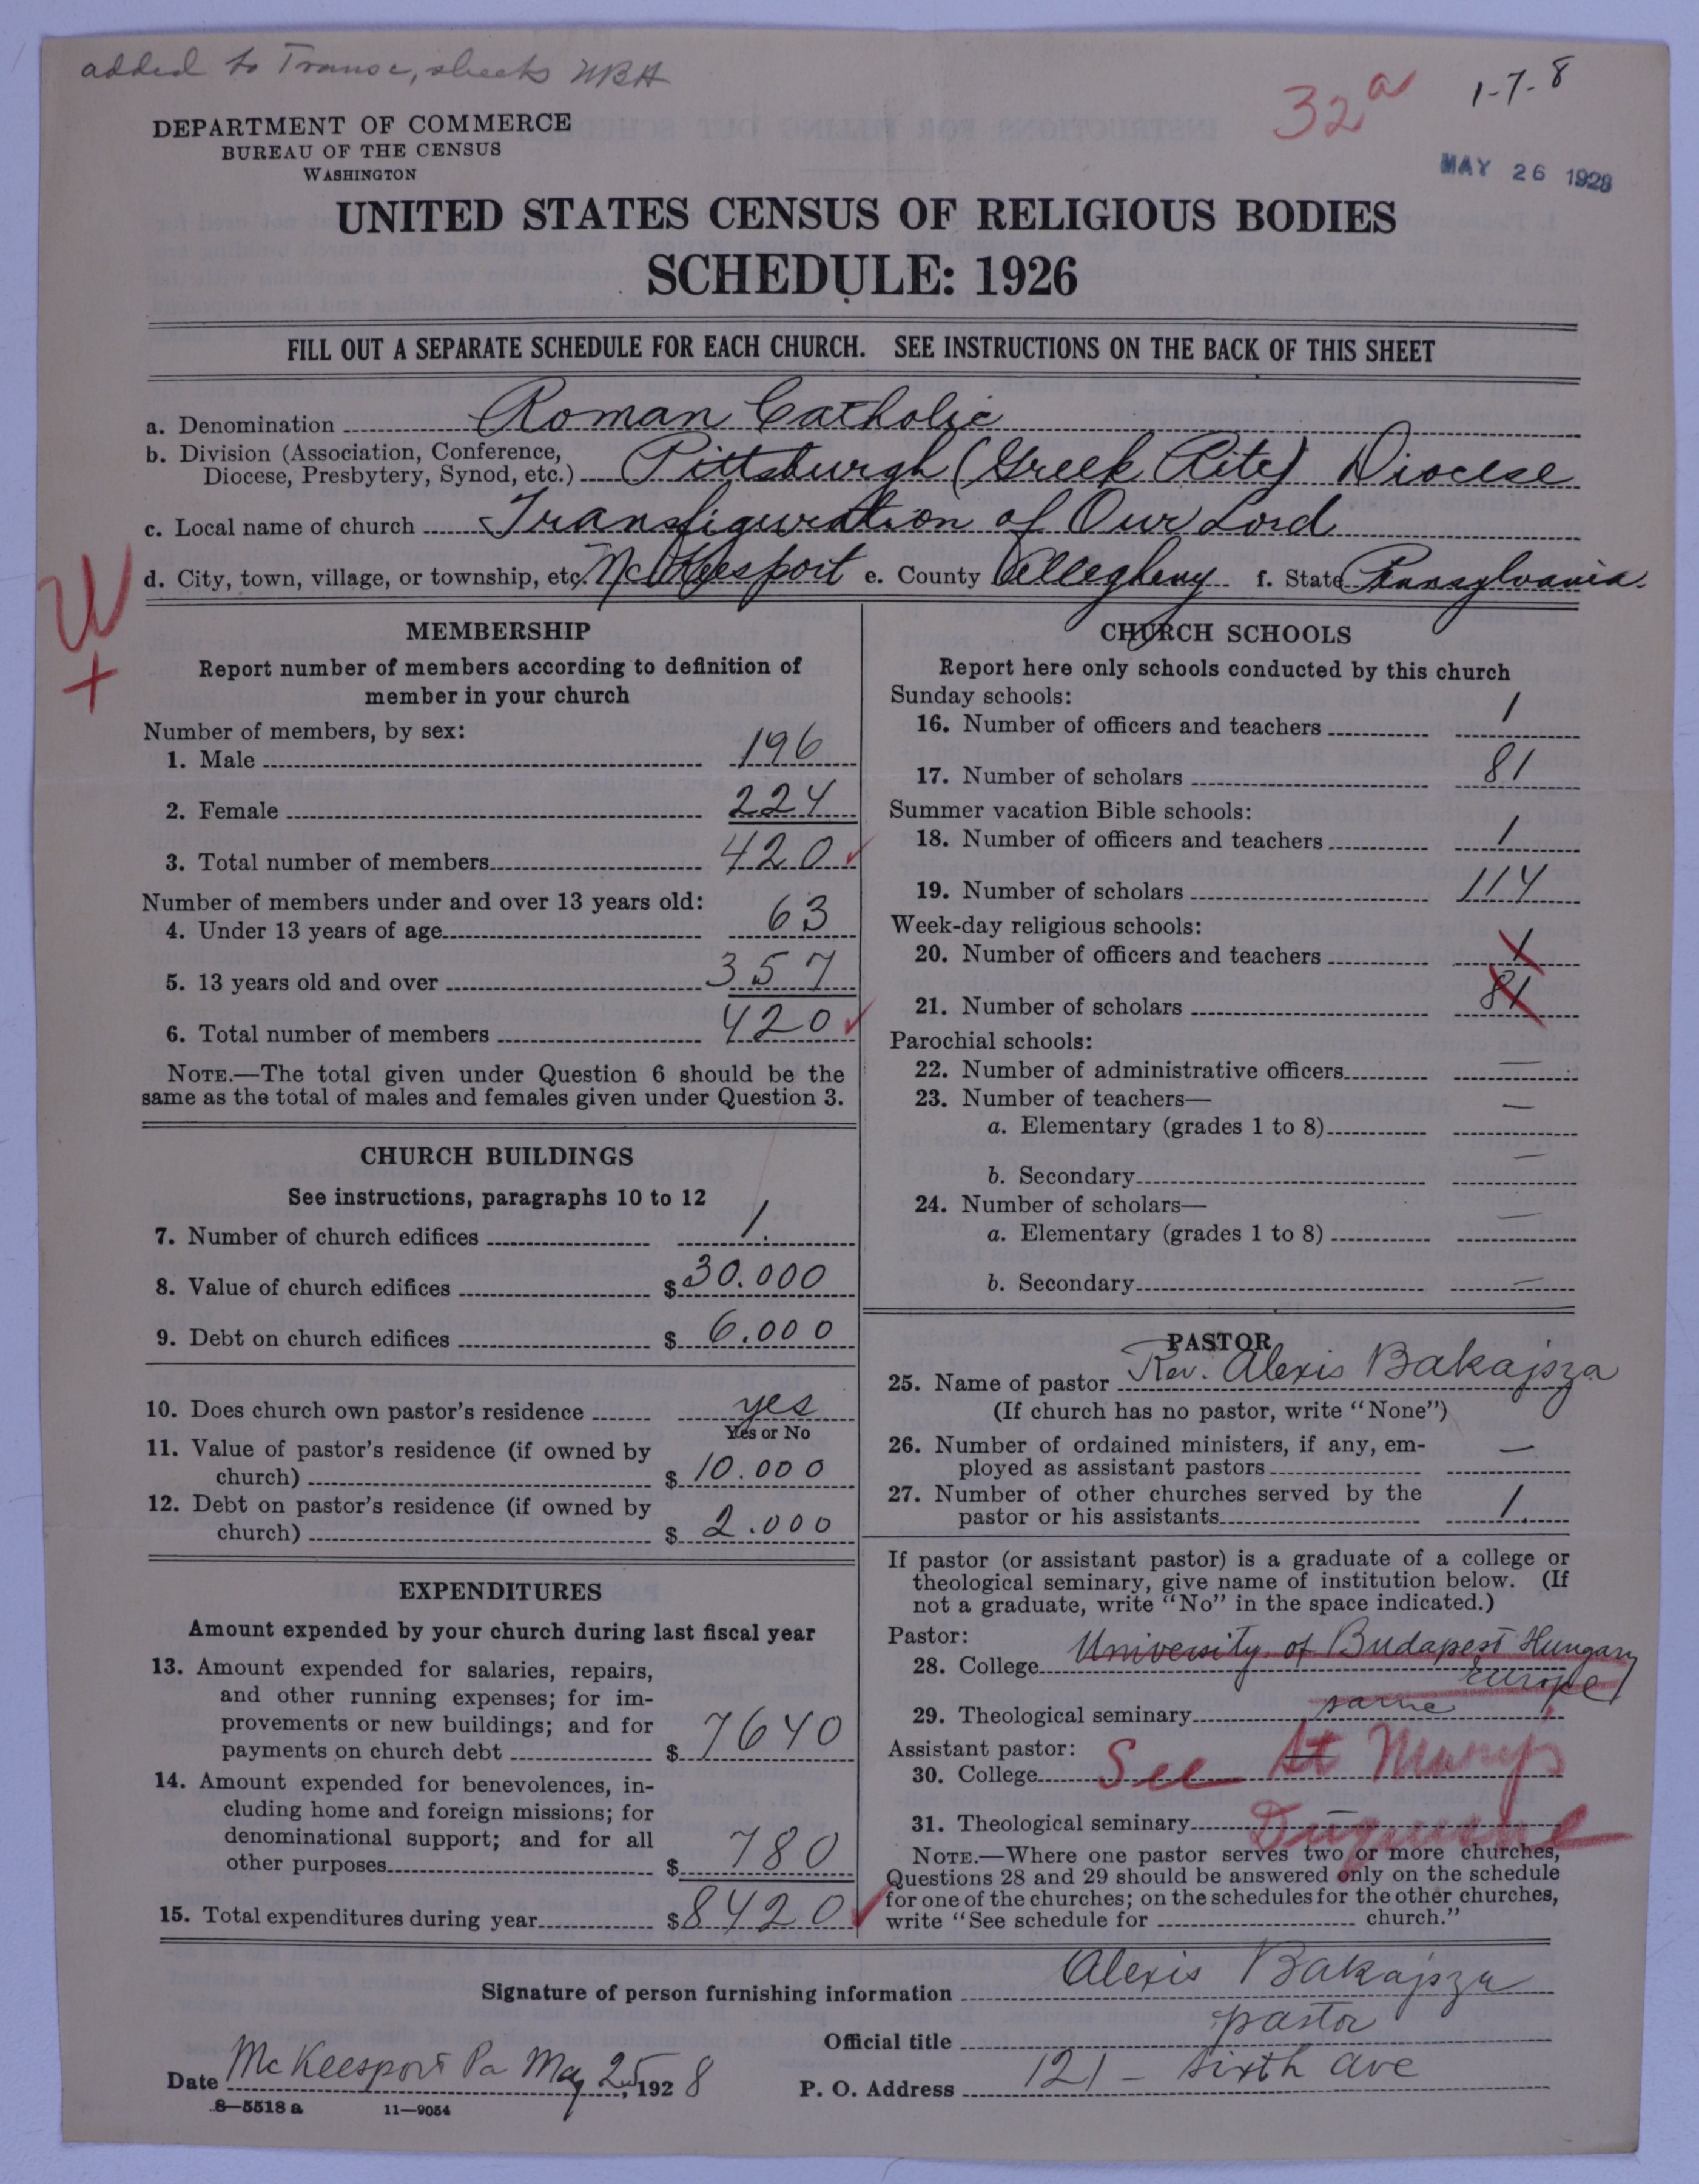 added to Transc, sheets WBH
32a
1-7-8
MAY 26 1928
DEPARTMENT OF COMMERCE
BUREAU OF THE CENSUS
WASHINGTON
UNITED STATES CENSUS OF RELIGIOUS BODIES
SCHEDULE: 1926
FILL OUT A SEPARATE SCHEDULE FOR EACH CHURCH. SEE INSTRUCTIONS ON THE BACK OF THIS SHEET
a. Denomination Roman Catholic
b. Division (Association, Conference,
Diocese, Presbytery, Synod, etc.) Pittsburgh (Greek Rite) Diocese
c. Local name of church Transfiguration of Our Lord
d. City, town, village, or township, etc. McKeesport e. County Allegheny f. State Pennsylvania.
MEMBERSHIP
Report number of members according to definition of
member in your church
Number of members, by sex:
1. Male 196
2. Female 224
3. Total number of members 420
Number of members under and over 13 years old:
4. Under 13 years of age 63
5. 13 years old and over 357
6. Total number of members 420
NOTE.—The total given under Question 6 should be the
same as the total of males and females given under Question 3.
CHURCH BUILDINGS
See instructions, paragraphs 10 to 12
7. Number of church edifices 1.
8. Value of church edifices $ 30.000
9. Debt on church edifices $ 6.000
10. Does church own pastor's residence yes
Yes or No
11. Value of pastor's residence (if owned by
church) $ 10.000
12. Debt on pastor's residence (if owned by
church) $ 2.000
EXPENDITURES
Amount expended by your church during last fiscal year
13. Amount expended for salaries, repairs,
and other running expenses; for im-
provements or new buildings; and for
payments on church debt $ 7640
14. Amount expended for benevolences, in-
cluding home and foreign missions; for
denominational support; and for all
other purposes $ 780
15. Total expenditures during year $ 8420
CHURCH SCHOOLS
Report here only schools conducted by this church
Sunday schools:
16. Number of officers and teachers 1
17. Number of scholars 81
Summer vacation Bible schools:
18. Number of officers and teachers 1
19. Number of scholars 114
Week-day religious schools:
20. Number of officers and teachers 1
21. Number of scholars 81
Parochial schools:
22. Number of administrative officers —
23. Number of teachers— —
a. Elementary (grades 1 to 8)
b. Secondary —
24. Number of scholars—
a. Elementary (grades 1 to 8) —
b. Secondary —
PASTOR
25. Name of pastor Rev. Alexis Bakajsza
(If church has no pastor, write "None")
26. Number of ordained ministers, if any, em-
ployed as assistant pastors —
27. Number of other churches served by the
pastor or his assistants 1.
If pastor (or assistant pastor) is a graduate of a college or
theological seminary, give name of institution below. (If
not a graduate, write "No" in the space indicated.)
Pastor:
28. College University of Budapest Hungary
Europe
29. Theological seminary same
Assistant pastor:
30. College See St Mary's
31. Theological seminary Duquesne
NOTE.—Where one pastor serves two or more churches,
Questions 28 and 29 should be answered only on the schedule
for one of the churches; on the schedules for the other churches,
write "See schedule for church."
Signature of person furnishing information Alexis Bakajsza
Official title pastor
Date McKeesport Pa May 25, 1928
P. O. Address 121 - sixth ave
8—5518 a 11—9054